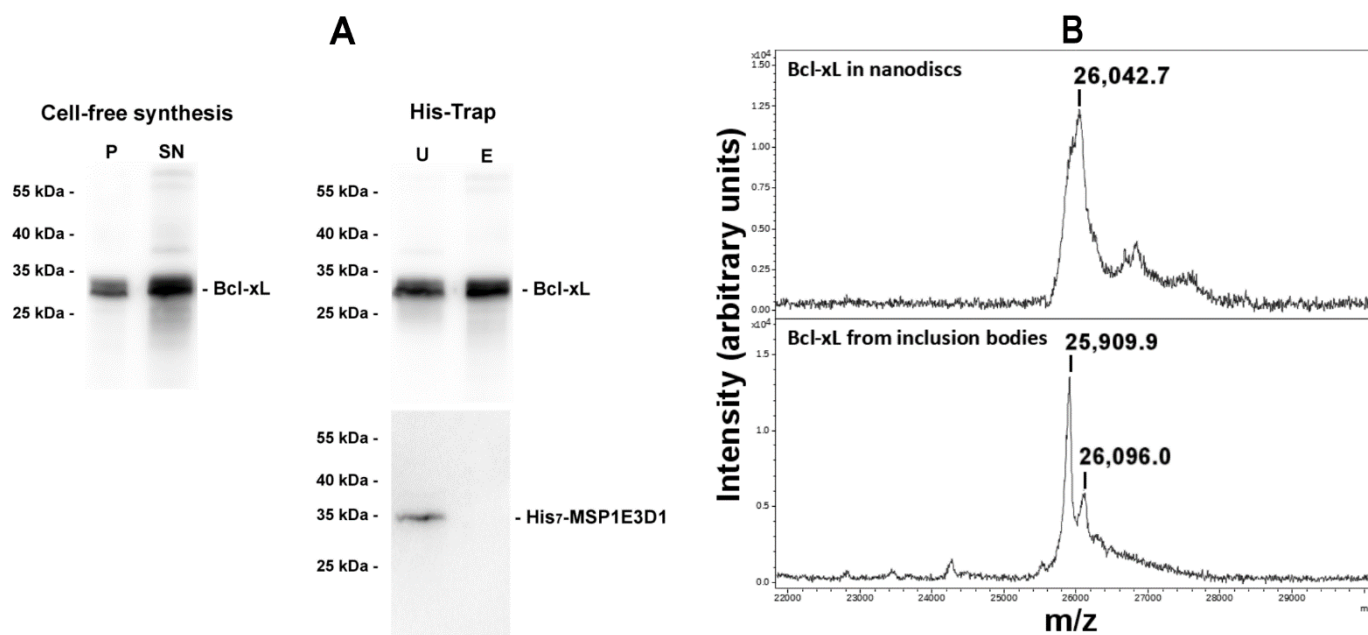 A
Cell-free synthesis
P SN
55 kDa -
40 kDa -
35 kDa -
25 kDa -
- Bcl-xL
His-Trap
U E
55 kDa -
40 kDa -
35 kDa -
25 kDa -
- Bcl-xL
55 kDa -
40 kDa -
35 kDa -
25 kDa -
- His7-MSP1E3D1
B
Intensity (arbitrary units)
x10⁴
1.50
1.25
1.00
0.75
0.50
0.25
0.00
Bcl-xL in nanodiscs
26,042.7
x10⁴
1.5
1.0
0.5
0.0
Bcl-xL from inclusion bodies
25,909.9
26,096.0
22000 23000 24000 25000 26000 27000 28000 29000
m/z